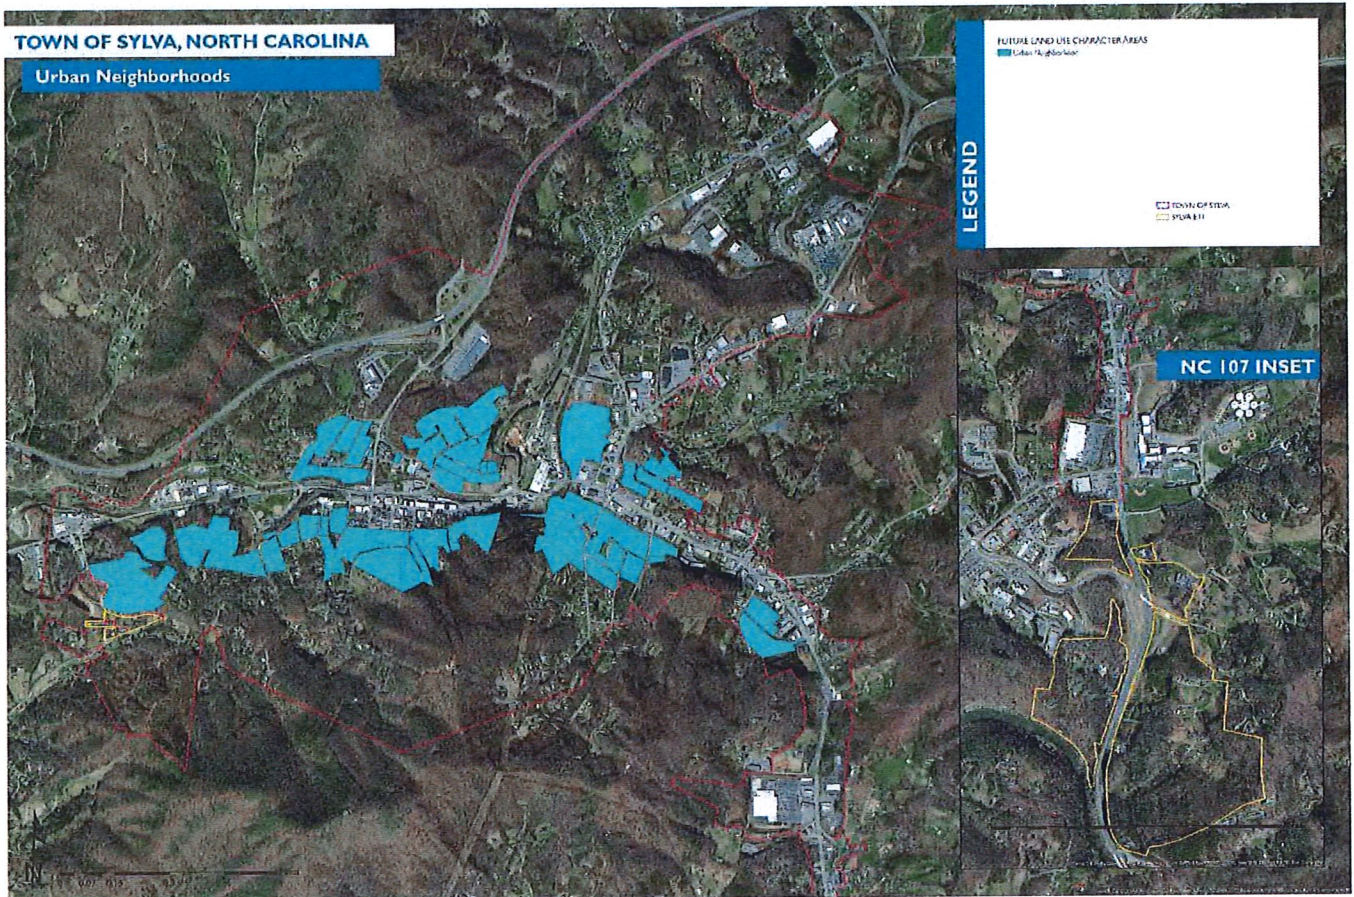 TOWN OF SYLVA, NORTH CAROLINA
Urban Neighborhoods
LEGEND
FUTURE LAND USE CHARACTER AREAS
Urban Neighborhood
TOWN OF SYLVA
SYLVA ETJ
NC 107 INSET
N